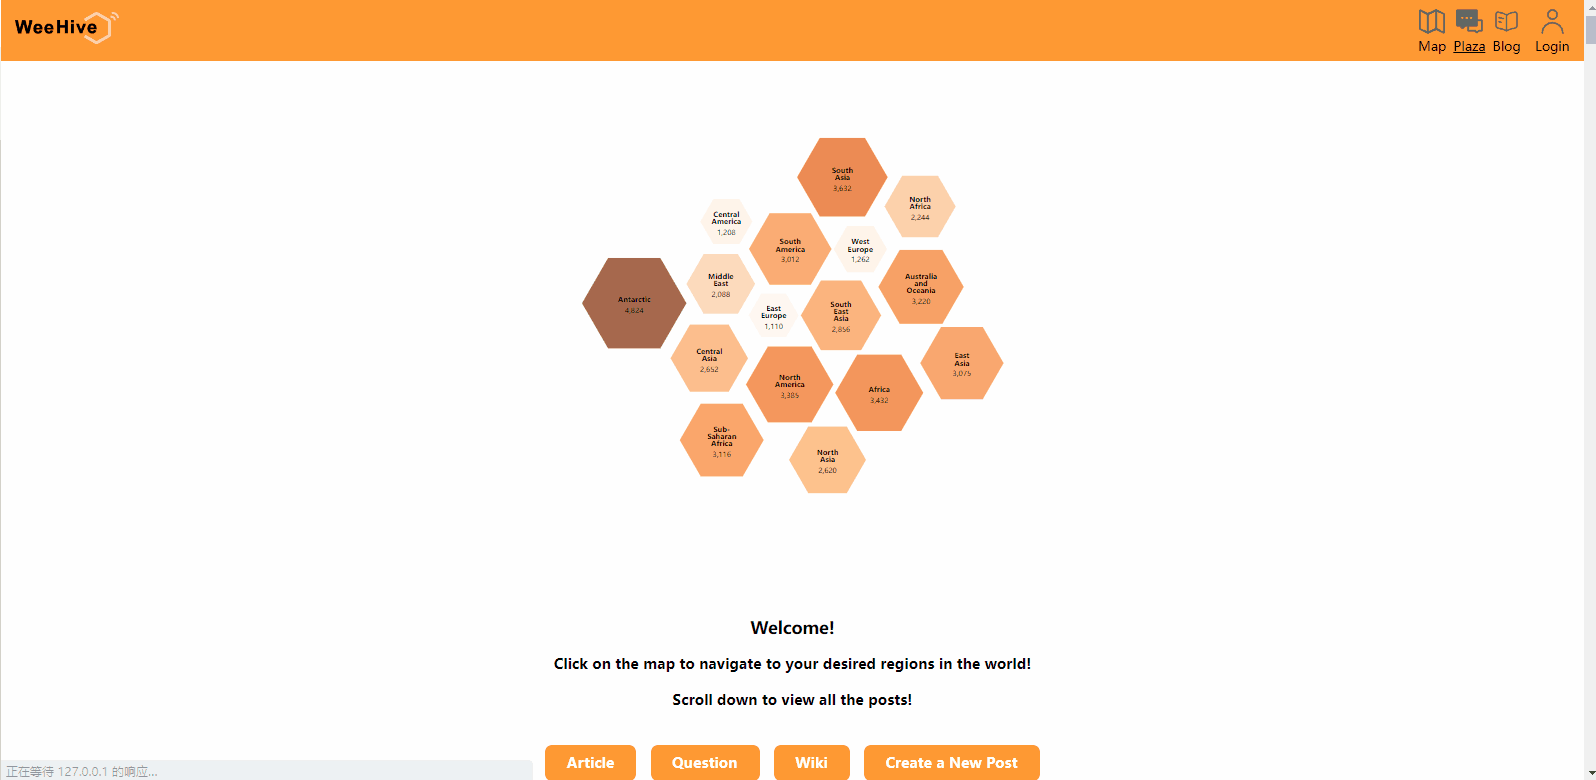 WeeHive
Map Plaza Blog Login
South
Asia
3,632
North
Africa
2,244
Central
America
1,208
South
America
3,012
West
Europe
1,262
Middle
East
2,088
Australia
and
Oceania
3,220
Antarctic
4,824
East
Europe
1,110
South
East
Asia
2,856
Central
Asia
2,652
East
Asia
3,075
North
America
3,385
Africa
3,432
Sub-
Saharan
Africa
3,116
North
Asia
2,620
Welcome!
Click on the map to navigate to your desired regions in the world!
Scroll down to view all the posts!
Article Question Wiki Create a New Post
正在等待 127.0.0.1 的响应...